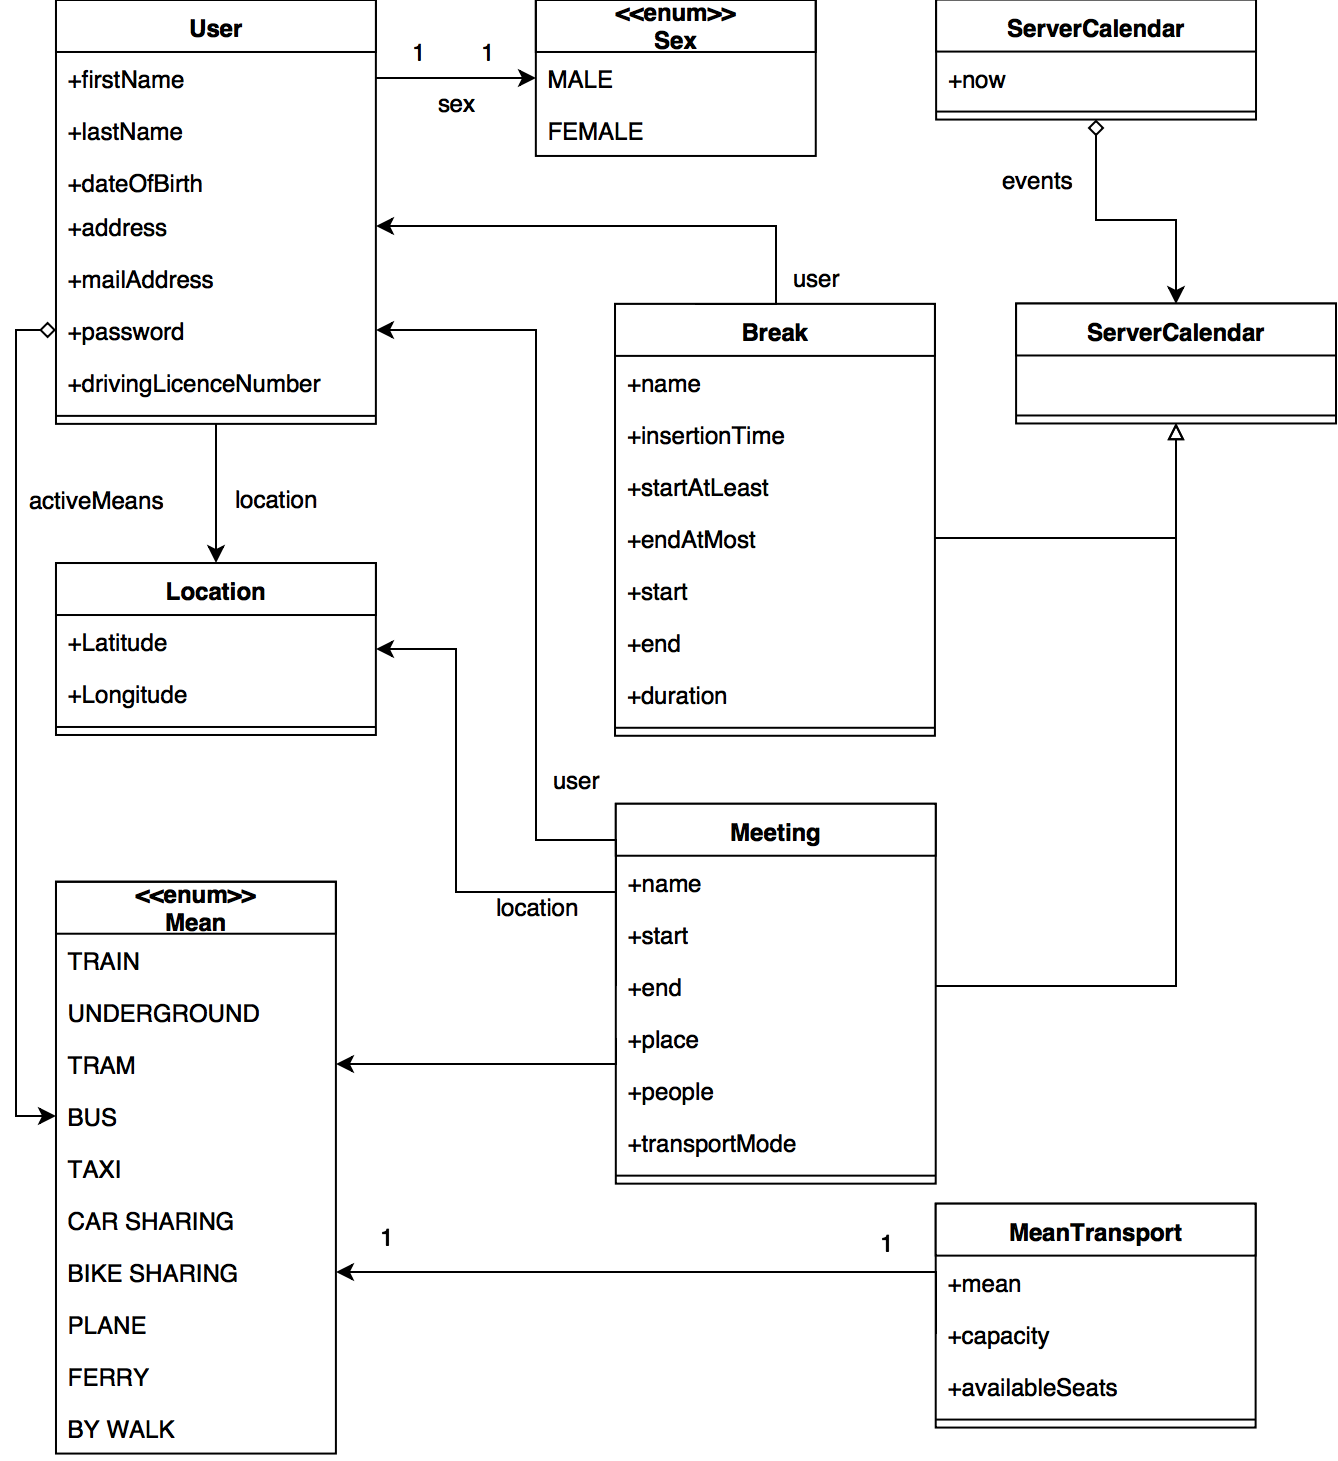 User
+firstName
+lastName
+dateOfBirth
+address
+mailAddress
+password
+drivingLicenceNumber
1 1
sex
<<enum>>
Sex
MALE
FEMALE
ServerCalendar
+now
events
ServerCalendar
user
Break
+name
+insertionTime
+startAtLeast
+endAtMost
+start
+end
+duration
activeMeans
location
Location
+Latitude
+Longitude
user
location
Meeting
+name
+start
+end
+place
+people
+transportMode
<<enum>>
Mean
TRAIN
UNDERGROUND
TRAM
BUS
TAXI
CAR SHARING
BIKE SHARING
PLANE
FERRY
BY WALK
1 1
MeanTransport
+mean
+capacity
+availableSeats